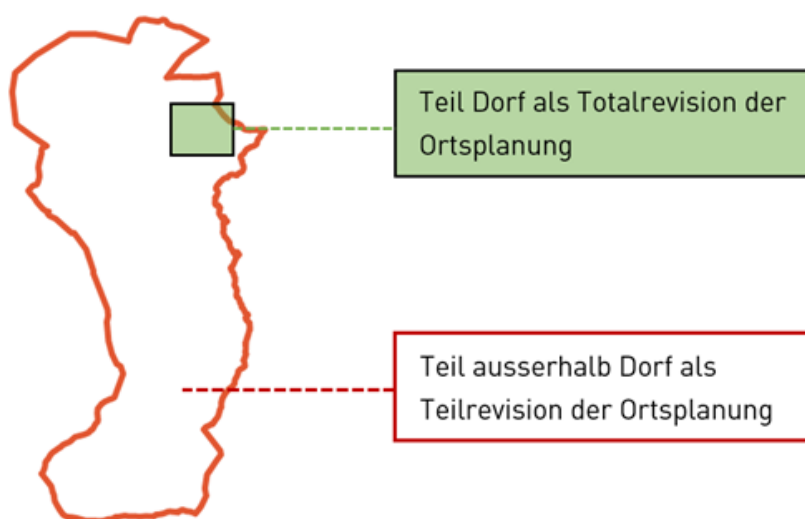 Teil Dorf als Totalrevision der
Ortsplanung
Teil ausserhalb Dorf als
Teilrevision der Ortsplanung